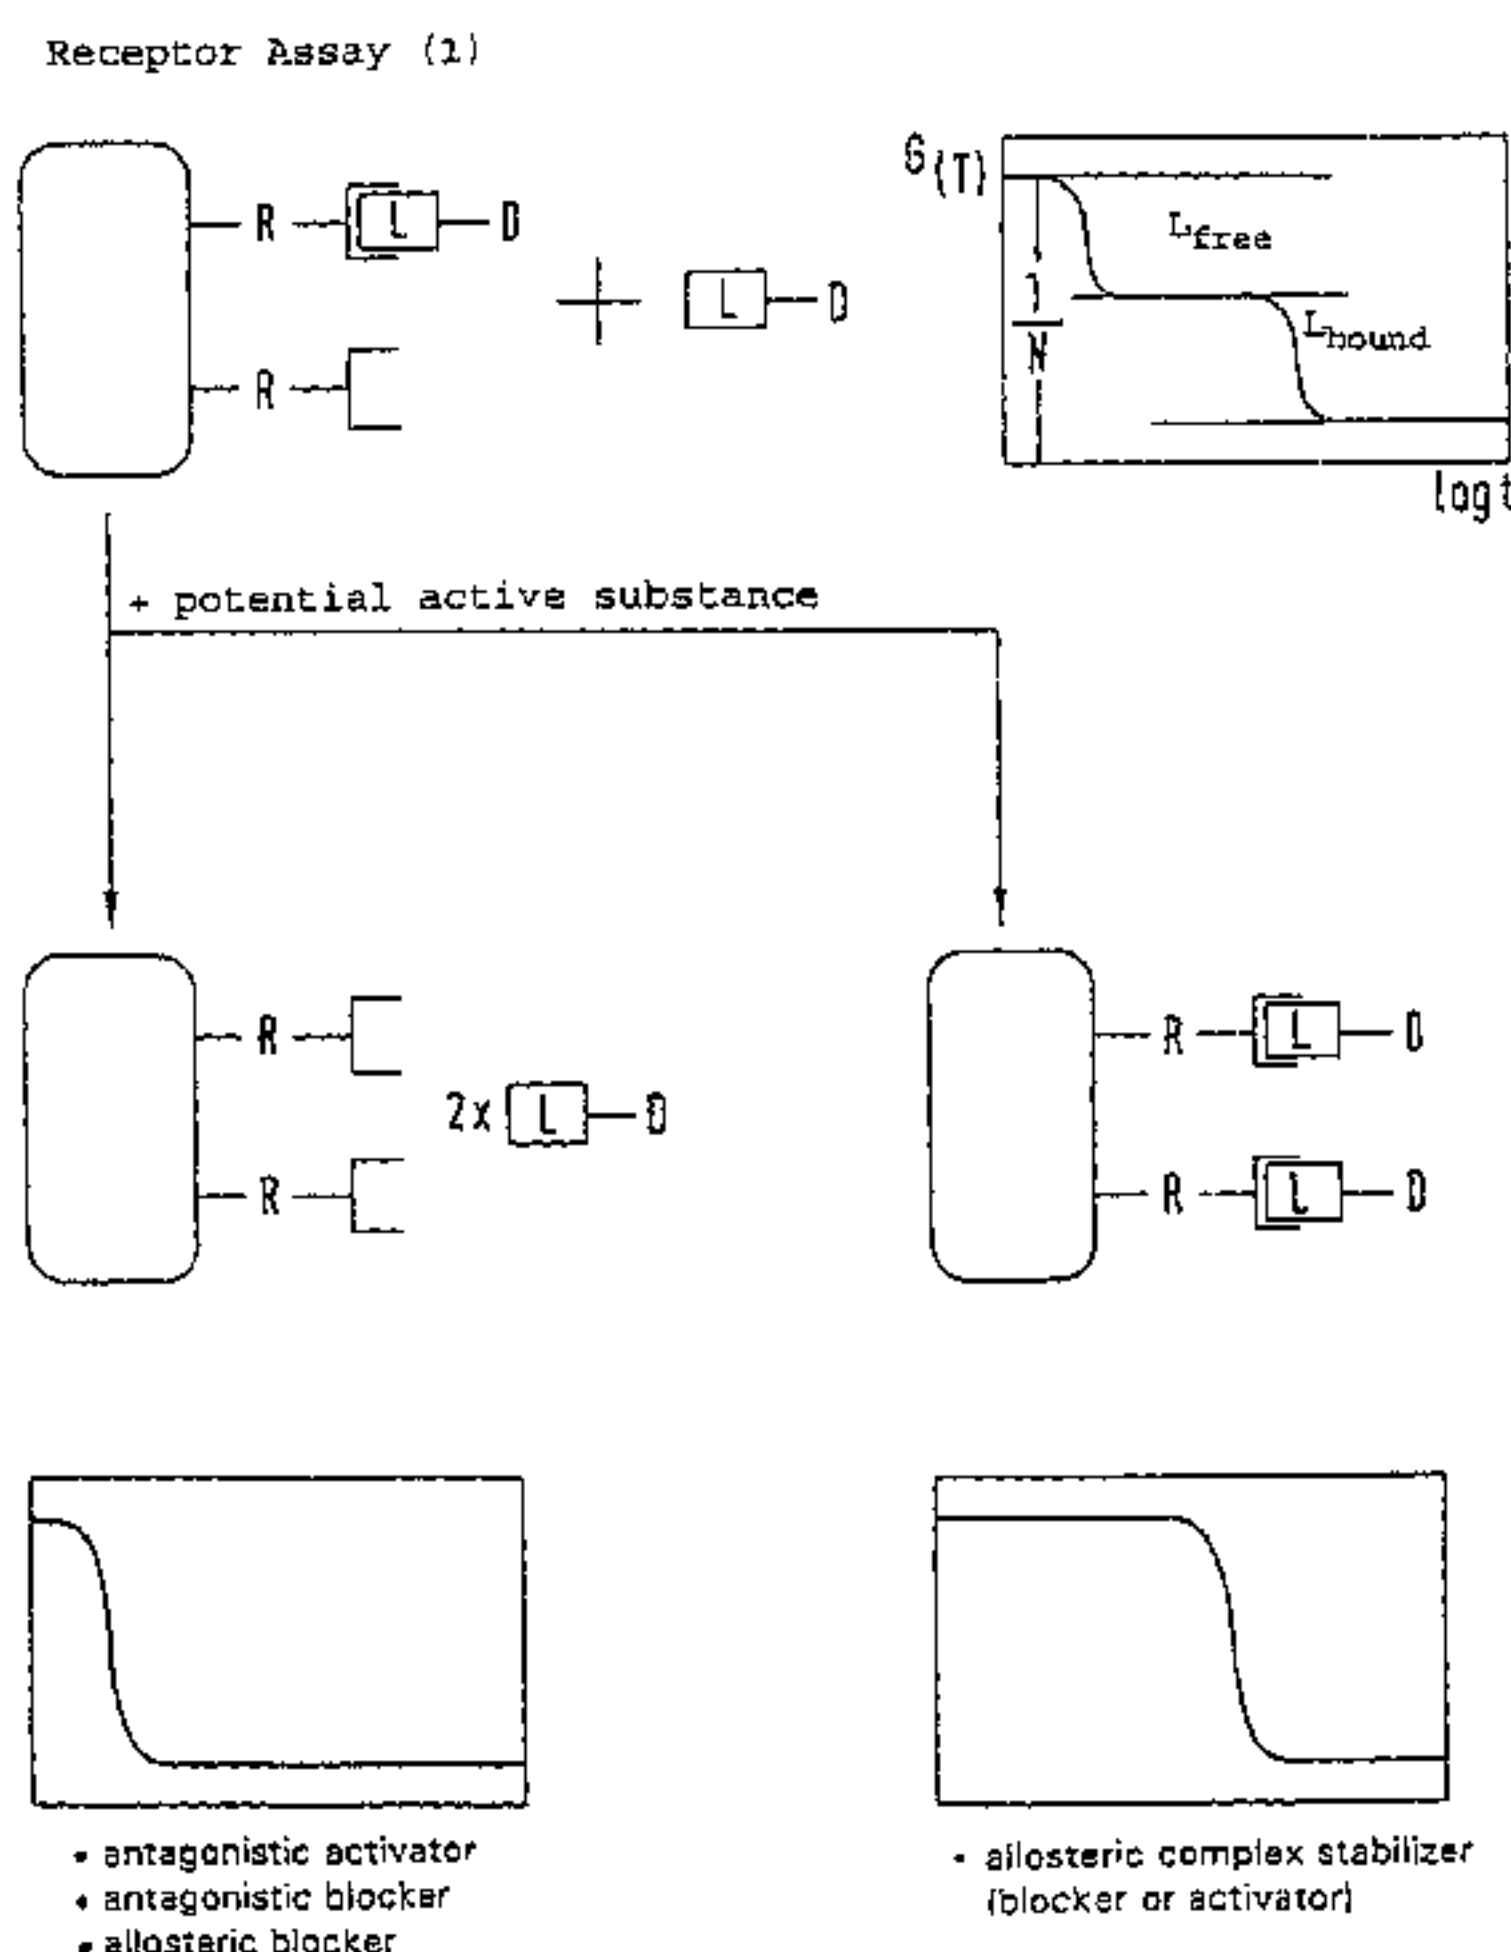 Receptor Assay (1)
G(T)
R L D
L D
R
L free
L bound
1
N
log t
+ potential active substance
R
2x L D
R
R L D
R L D
• antagonistic activator
• antagonistic blocker
• allosteric blocker
• allosteric complex stabilizer
(blocker or activator)